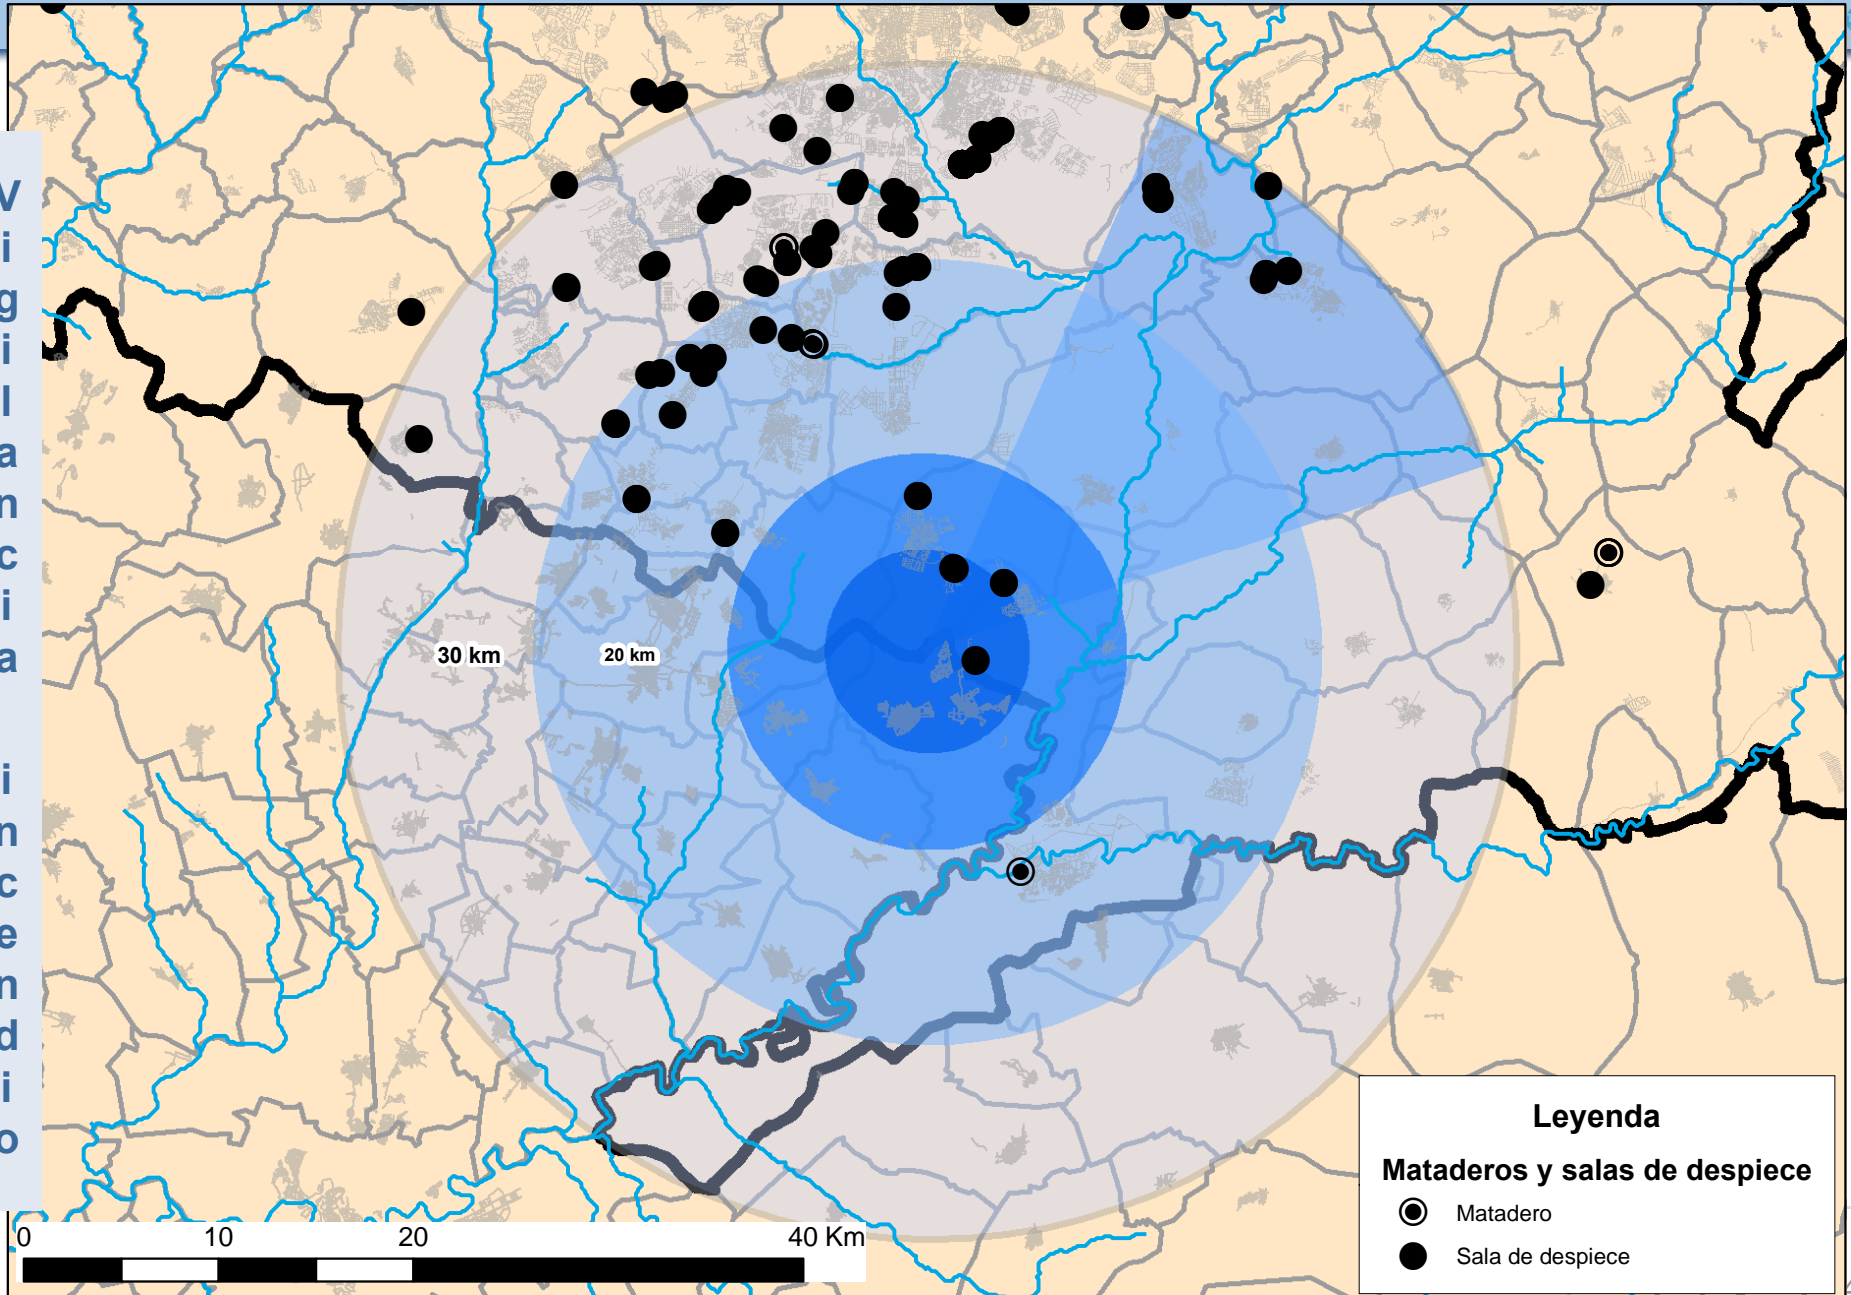 Vigilancia incendio
30 km
20 km
0 10 20 40 Km
Leyenda
Mataderos y salas de despiece
Matadero
Sala de despiece